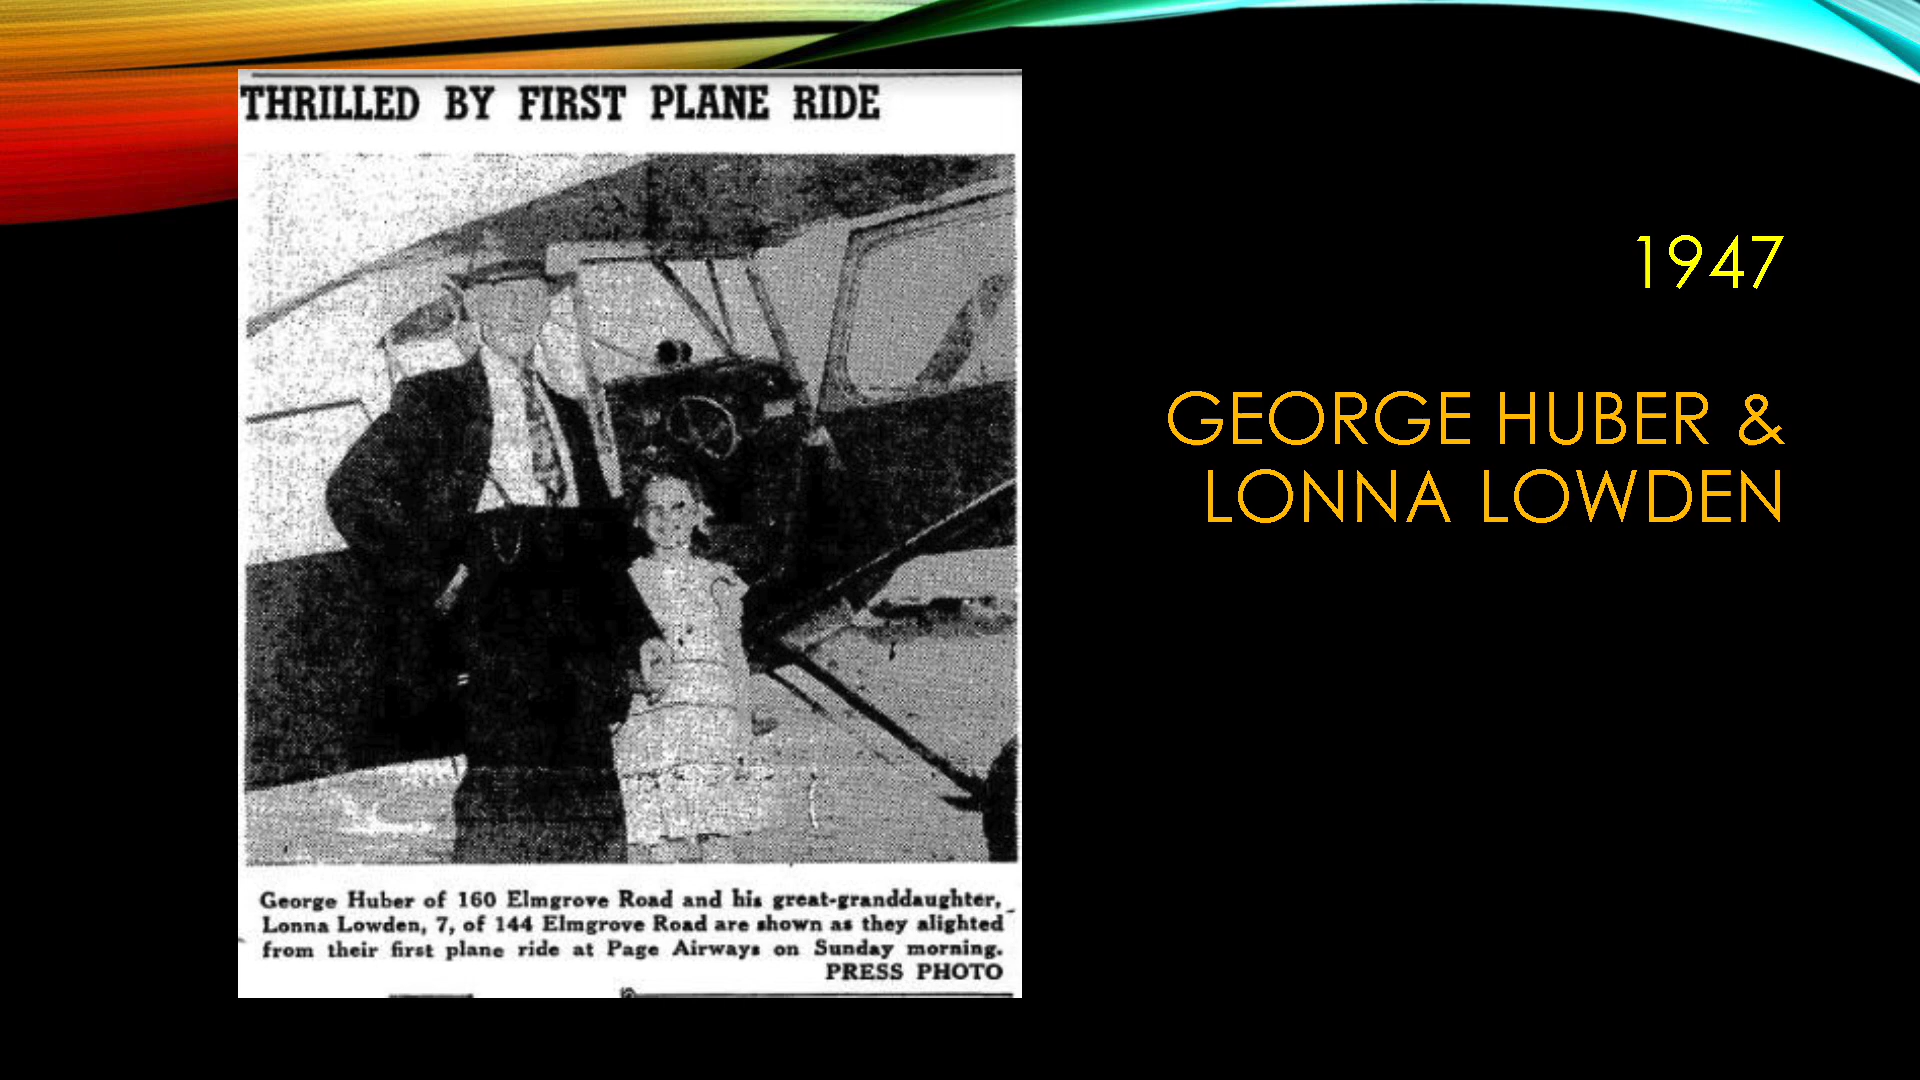 THRILLED BY FIRST PLANE RIDE
George Huber of 160 Elmgrove Road and his great-granddaughter,
Lonna Lowden, 7, of 144 Elmgrove Road are shown as they alighted
from their first plane ride at Page Airways on Sunday morning.
PRESS PHOTO
1947
GEORGE HUBER &
LONNA LOWDEN